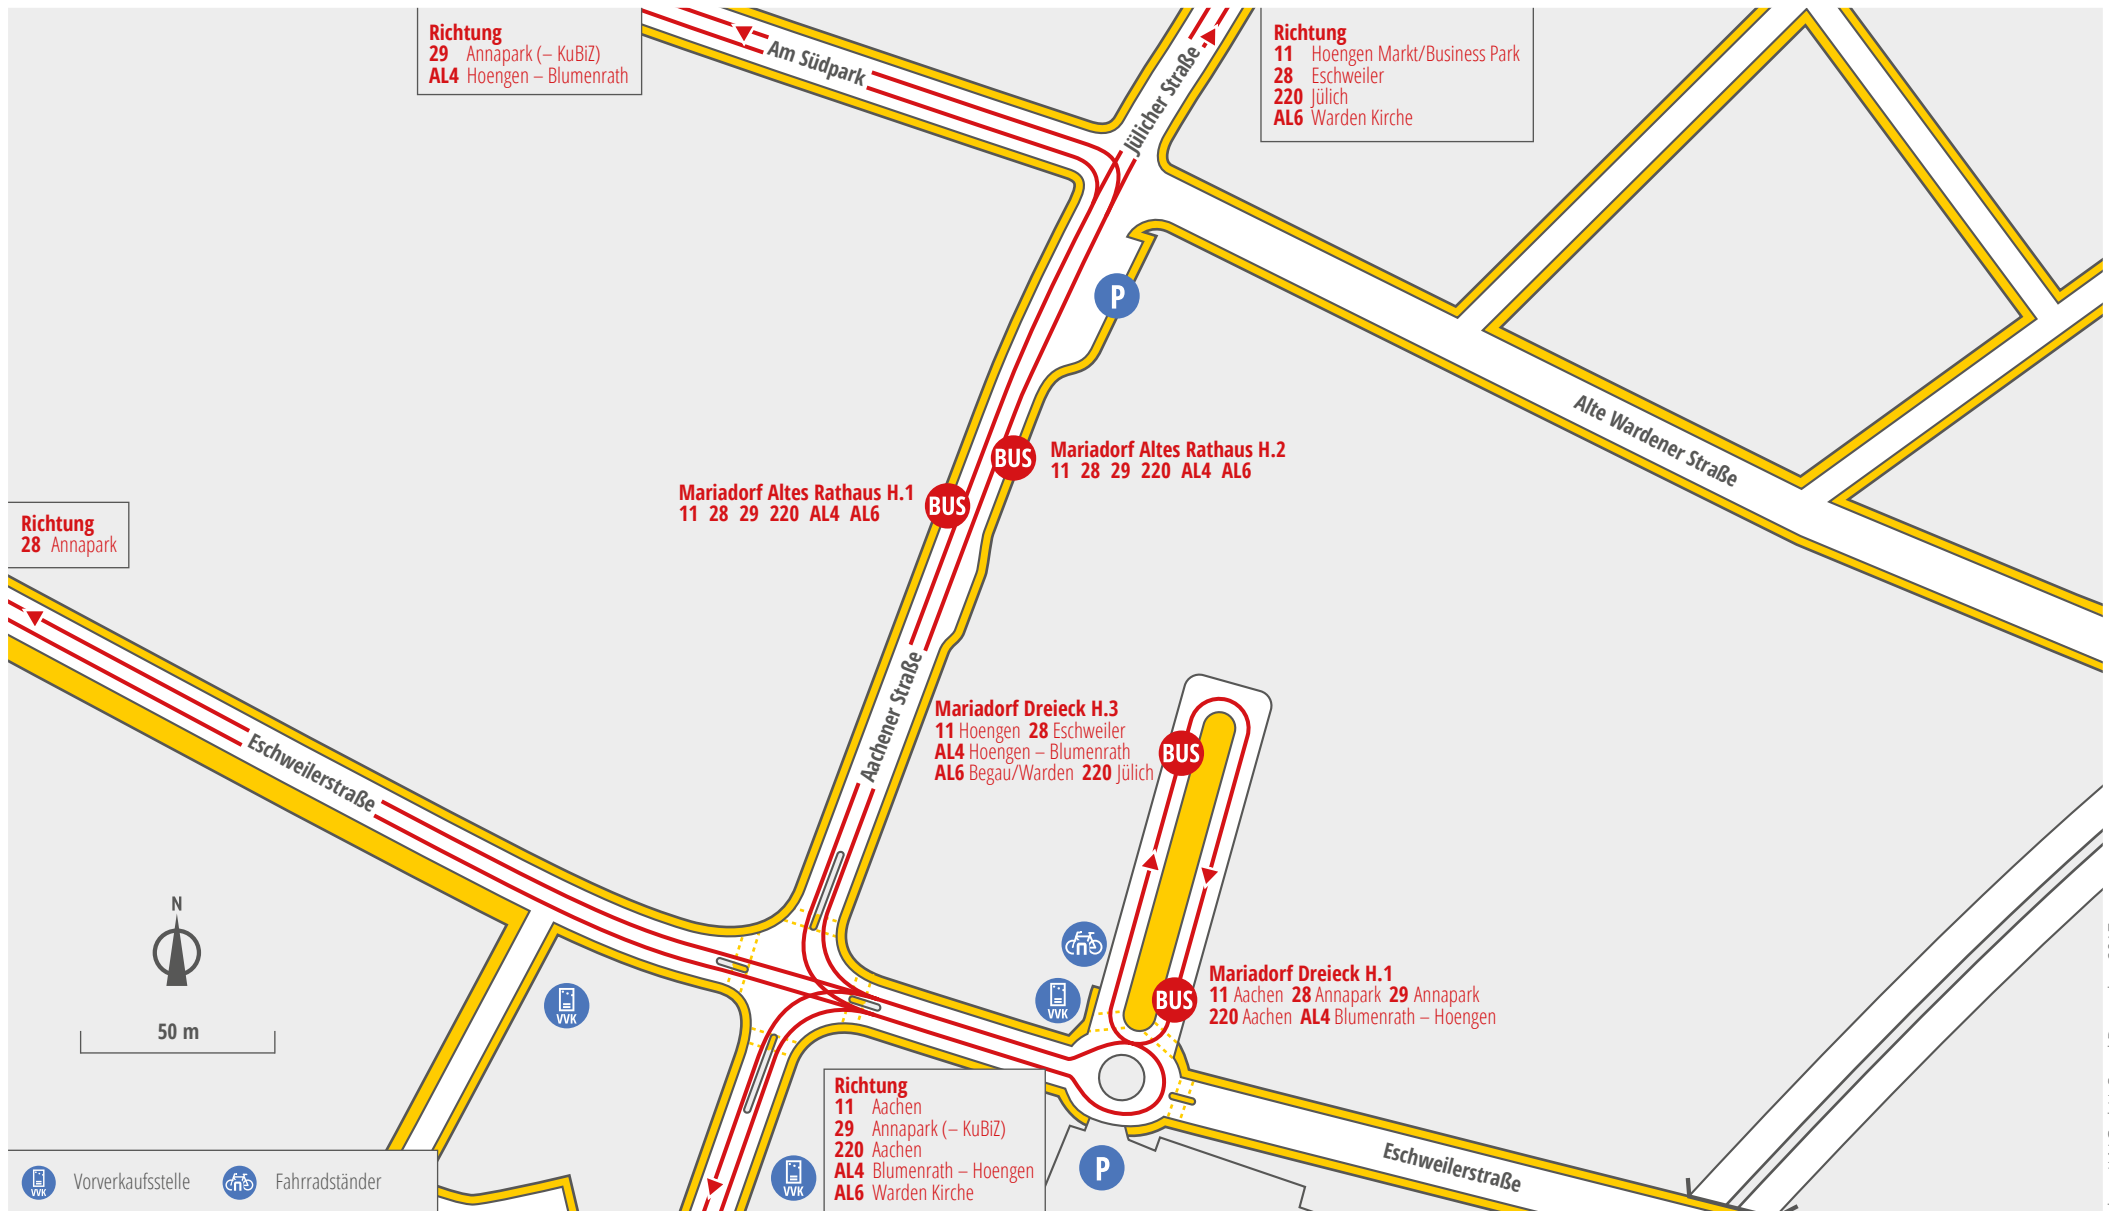 Richtung
29 Annapark (– KuBiZ)
AL4 Hoengen – Blumenrath
Am Südpark
Jülicher Straße
Richtung
11 Hoengen Markt/Business Park
28 Eschweiler
220 Jülich
AL6 Warden Kirche
P
Alte Wardener Straße
BUS
Mariadorf Altes Rathaus H.2
11 28 29 220 AL4 AL6
Mariadorf Altes Rathaus H.1
11 28 29 220 AL4 AL6
BUS
Richtung
28 Annapark
Eschweilerstraße
Aachener Straße
Mariadorf Dreieck H.3
11 Hoengen 28 Eschweiler
AL4 Hoengen – Blumenrath
AL6 Begau/Warden 220 Jülich
BUS
N
50 m
VVK
VVK
BUS
Mariadorf Dreieck H.1
11 Aachen 28 Annapark 29 Annapark
220 Aachen AL4 Blumenrath – Hoengen
Richtung
11 Aachen
29 Annapark (– KuBiZ)
220 Aachen
AL4 Blumenrath – Hoengen
AL6 Warden Kirche
VVK
P
Eschweilerstraße
VVK Vorverkaufsstelle
Fahrradständer